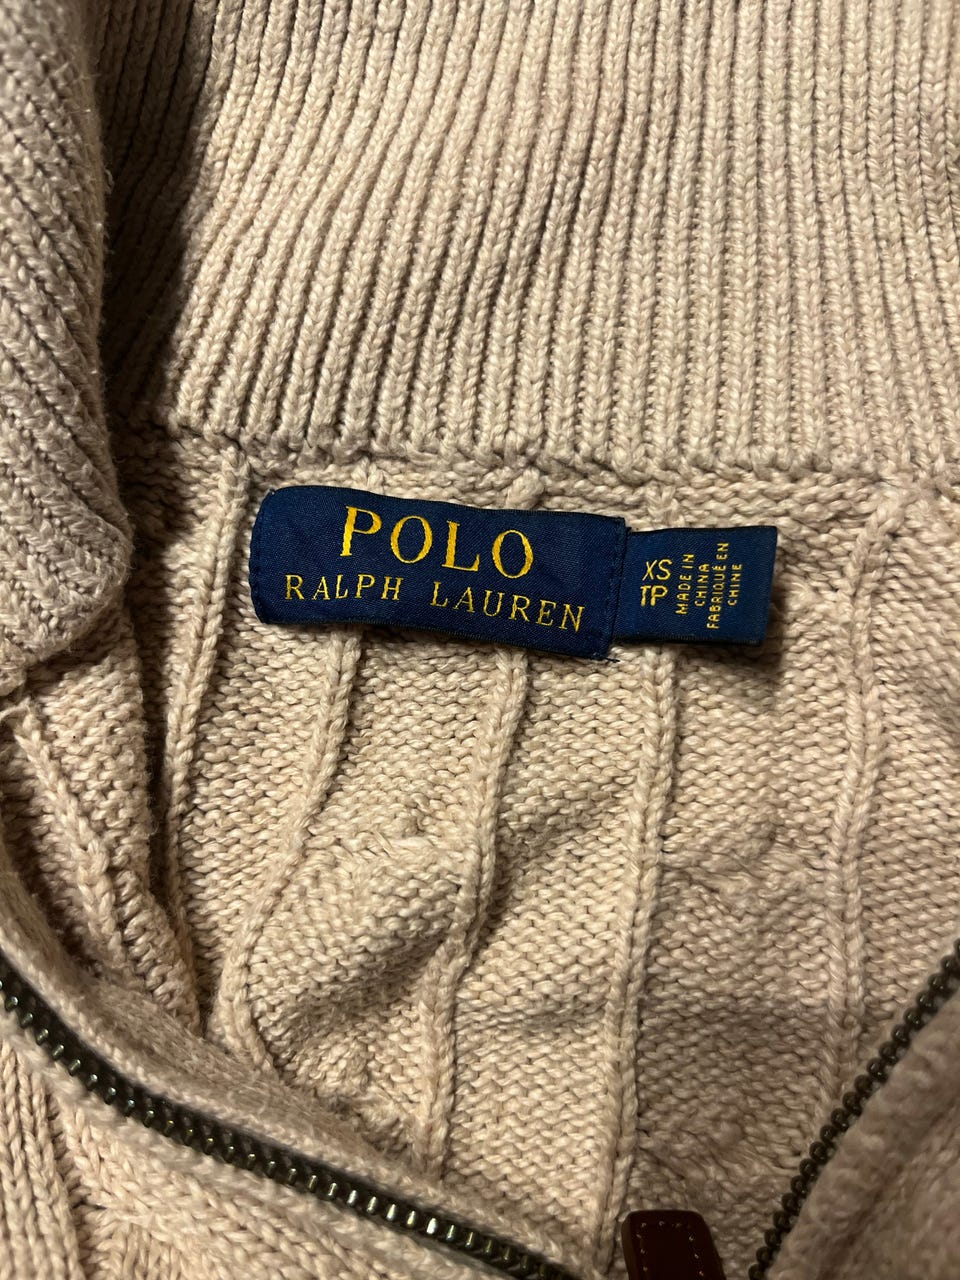 POLO
RALPH LAUREN
XS
TP
MADE IN
CHINA
FABRIQUÉ EN
CHINE